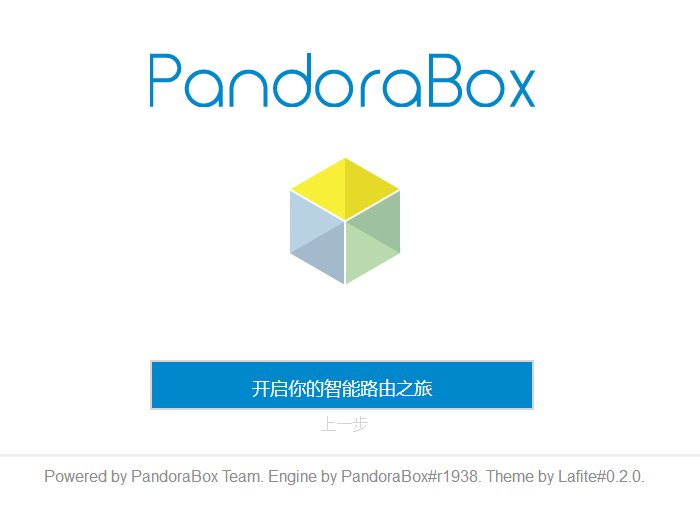 PandoraBox
开启你的智能路由之旅
上一步
Powered by PandoraBox Team. Engine by PandoraBox#r1938. Theme by Lafite#0.2.0.